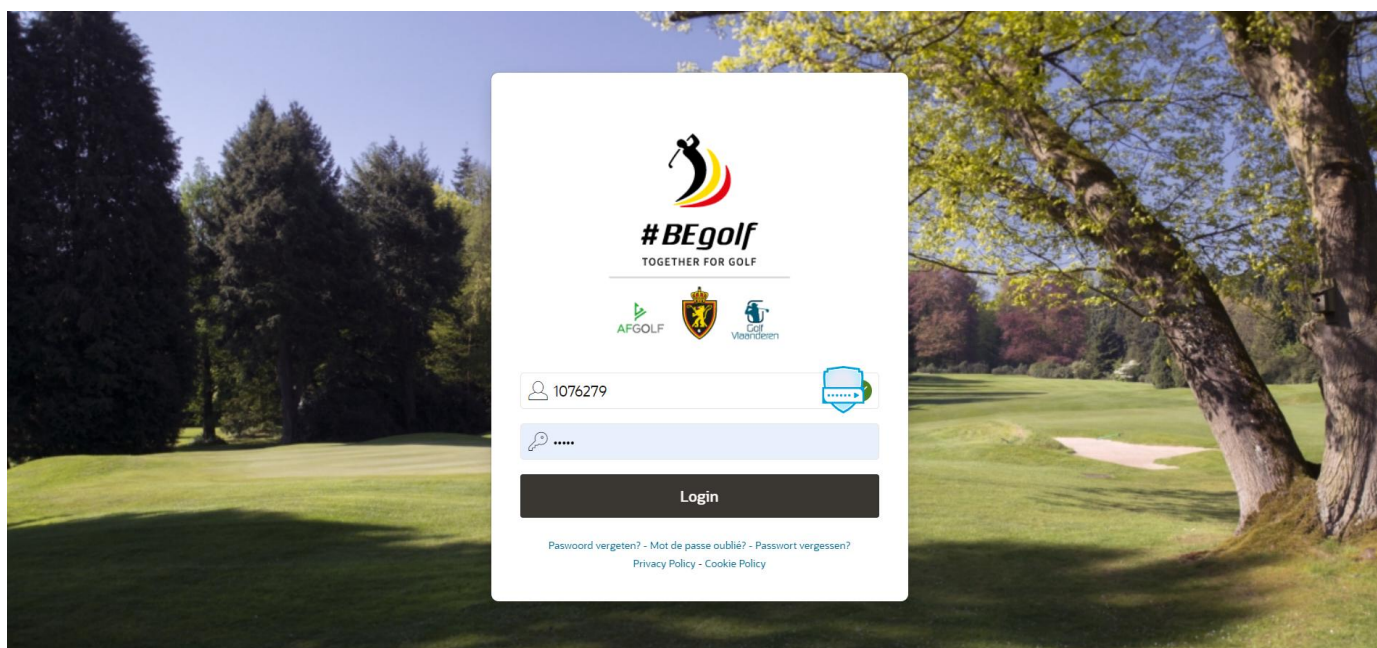 #BEgolf
TOGETHER FOR GOLF
AFGOLF
Golf
Vlaanderen
1076279
•••••
Login
Paswoord vergeten? - Mot de passe oublié? - Passwort vergessen?
Privacy Policy - Cookie Policy